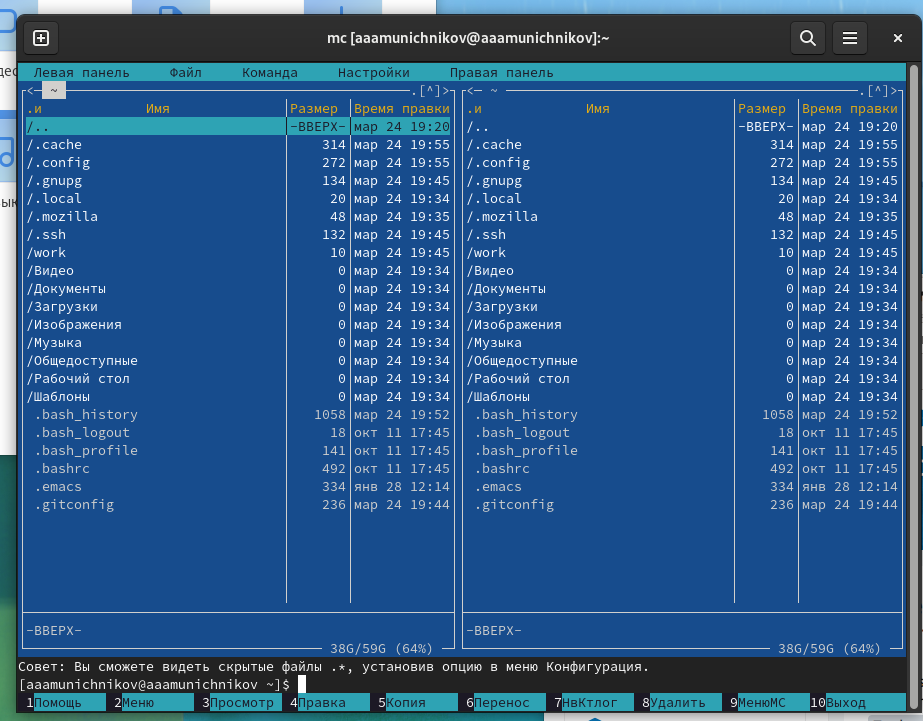 mc [aaamunichnikov@aaamunichnikov]:~
Левая панель Файл Команда Настройки Правая панель
<— ~ .[^]> <— ~ .[^]>
.и Имя Размер Время правки .и Имя Размер Время правки
/.. -ВВЕРХ- мар 24 19:20 /.. -ВВЕРХ- мар 24 19:20
/.cache 314 мар 24 19:55 /.cache 314 мар 24 19:55
/.config 272 мар 24 19:55 /.config 272 мар 24 19:55
/.gnupg 134 мар 24 19:45 /.gnupg 134 мар 24 19:45
/.local 20 мар 24 19:34 /.local 20 мар 24 19:34
/.mozilla 48 мар 24 19:35 /.mozilla 48 мар 24 19:35
/.ssh 132 мар 24 19:45 /.ssh 132 мар 24 19:45
/work 10 мар 24 19:45 /work 10 мар 24 19:45
/Видео 0 мар 24 19:34 /Видео 0 мар 24 19:34
/Документы 0 мар 24 19:34 /Документы 0 мар 24 19:34
/Загрузки 0 мар 24 19:34 /Загрузки 0 мар 24 19:34
/Изображения 0 мар 24 19:34 /Изображения 0 мар 24 19:34
/Музыка 0 мар 24 19:34 /Музыка 0 мар 24 19:34
/Общедоступные 0 мар 24 19:34 /Общедоступные 0 мар 24 19:34
/Рабочий стол 0 мар 24 19:34 /Рабочий стол 0 мар 24 19:34
/Шаблоны 0 мар 24 19:34 /Шаблоны 0 мар 24 19:34
.bash_history 1058 мар 24 19:52 .bash_history 1058 мар 24 19:52
.bash_logout 18 окт 11 17:45 .bash_logout 18 окт 11 17:45
.bash_profile 141 окт 11 17:45 .bash_profile 141 окт 11 17:45
.bashrc 492 окт 11 17:45 .bashrc 492 окт 11 17:45
.emacs 334 янв 28 12:14 .emacs 334 янв 28 12:14
.gitconfig 236 мар 24 19:44 .gitconfig 236 мар 24 19:44
-ВВЕРХ- -ВВЕРХ-
38G/59G (64%) 38G/59G (64%)
Совет: Вы сможете видеть скрытые файлы .*, установив опцию в меню Конфигурация.
[aaamunichnikov@aaamunichnikov ~]$
1Помощь 2Меню 3Просмотр 4Правка 5Копия 6Перенос 7НвКтлог 8Удалить 9МенюМС 10Выход